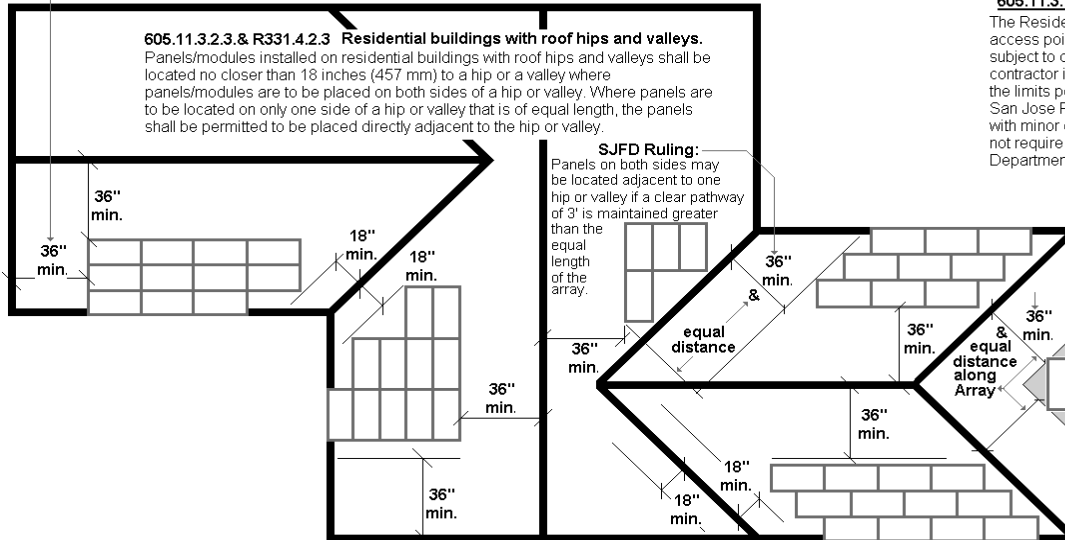 605.11.3.2.3.& R331.4.2.3 Residential buildings with roof hips and valleys.
Panels/modules installed on residential buildings with roof hips and valleys shall be
located no closer than 18 inches (457 mm) to a hip or a valley where
panels/modules are to be placed on both sides of a hip or valley. Where panels are
to be located on only one side of a hip or valley that is of equal length, the panels
shall be permitted to be placed directly adjacent to the hip or valley.
605.11.3.
The Reside
access poi
subject to
contractor i
the limits
San Jose
with minor
not require
Departmen
SJFD Ruling:
Panels on both sides may
be located adjacent to one
hip or valley if a clear pathway
of 3' is maintained greater
than the
equal
length
of the
array.
36"
min.
36"
min.
18"
min.
18"
min.
36"
min.
&
equal
distance
36"
min.
36"
min.
36"
min.
&
equal
distance
along
Array
36"
min.
36"
min.
18"
min.
18"
min.
36"
min.